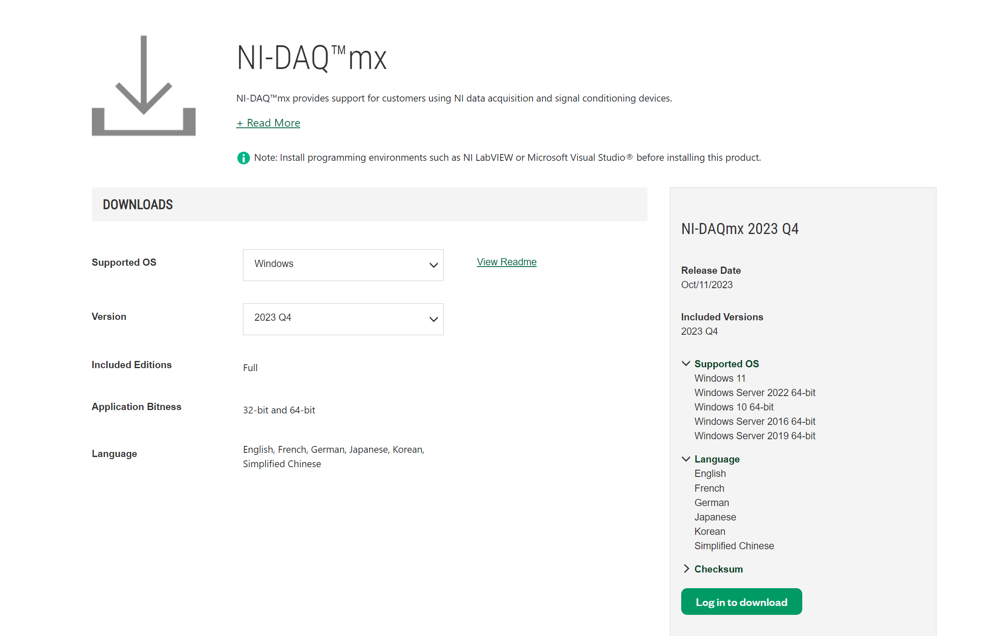 NI-DAQ™mx
NI-DAQ™mx provides support for customers using NI data acquisition and signal conditioning devices.
+ Read More
Note: Install programming environments such as NI LabVIEW or Microsoft Visual Studio® before installing this product.
DOWNLOADS
Supported OS
Windows
View Readme
Version
2023 Q4
Included Editions
Full
Application Bitness
32-bit and 64-bit
Language
English, French, German, Japanese, Korean,
Simplified Chinese
NI-DAQmx 2023 Q4
Release Date
Oct/11/2023
Included Versions
2023 Q4
Supported OS
Windows 11
Windows Server 2022 64-bit
Windows 10 64-bit
Windows Server 2016 64-bit
Windows Server 2019 64-bit
Language
English
French
German
Japanese
Korean
Simplified Chinese
Checksum
Log in to download